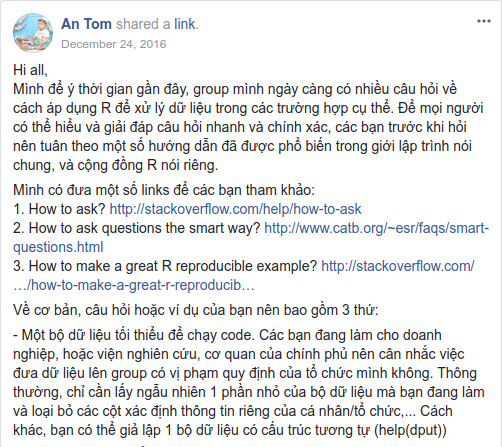 An Tom shared a link.
December 24, 2016
Hi all,
Mình để ý thời gian gần đây, group mình ngày càng có nhiều câu hỏi về
cách áp dụng R để xử lý dữ liệu trong các trường hợp cụ thể. Để mọi người
có thể hiểu và giải đáp câu hỏi nhanh và chính xác, các bạn trước khi hỏi
nên tuân theo một số hướng dẫn đã được phổ biến trong giới lập trình nói
chung, và cộng đồng R nói riêng.
Mình có đưa một số links để các bạn tham khảo:
1. How to ask? http://stackoverflow.com/help/how-to-ask
2. How to ask questions the smart way? http://www.catb.org/~esr/faqs/smart-
questions.html
3. How to make a great R reproducible example? http://stackoverflow.com/
…/how-to-make-a-great-r-reproducib…
Về cơ bản, câu hỏi hoặc ví dụ của bạn nên bao gồm 3 thứ:
- Một bộ dữ liệu tối thiểu để chạy code. Các bạn đang làm cho doanh
nghiệp, hoặc viện nghiên cứu, cơ quan của chính phủ nên cân nhắc việc
đưa dữ liệu lên group có vị phạm quy định của tổ chức mình không. Thông
thường, chỉ cần lấy ngẫu nhiên 1 phần nhỏ của bộ dữ liệu mà bạn đang làm
và loại bỏ các cột xác định thông tin riêng của cá nhân/tổ chức,... Cách
khác, bạn có thể giả lập 1 bộ dữ liệu có cấu trúc tương tự (help(dput))